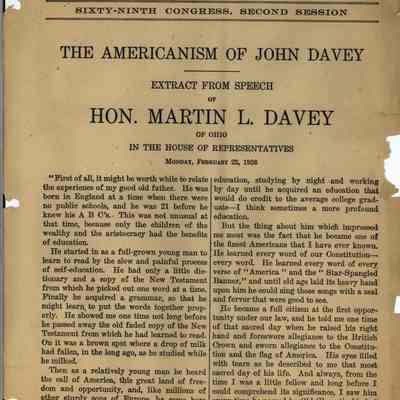 SIXTY-NINTH CONGRESS, SECOND SESSION
THE AMERICANISM OF JOHN DAVEY
EXTRACT FROM SPEECH
OF
HON. MARTIN L. DAVEY
OF OHIO
IN THE HOUSE OF REPRESENTATIVES
MONDAY, FEBRUARY 22, 1926
"First of all, it might be worth while to relate
the experience of my good old father. He was
born in England at a time when there were
no public schools, and he was 21 before he
knew his A B C's. This was not unusual at
that time, because only the children of the
wealthy and the aristocracy had the benefits
of education.
He started in as a full-grown young man to
learn to read by the slow and painful process
of self-education. He had only a little dic-
tionary and a copy of the New Testament
from which he picked out one word at a time.
Finally he acquired a grammar, so that he
might learn, to put the words together prop-
erly. He showed me one time not long before
he passed away the old faded copy of the New
Testament from which he had learned to read.
On it was a brown spot where a drop of milk
had fallen, in the long ago, as he studied while
he milked.
Then as a relatively young man he heard
the call of America, this great land of free-
dom and opportunity, and, like millions of
other sturdy sons of Europe, he came here
education, studying by night and working
by day until he acquired an education that
would do credit to the average college grad-
uate—I think sometimes a more profound
education.
But the thing about him which impressed
me most was the fact that he became one of
the finest Americans that I have ever known.
He learned every word of our Constitution—
every word. He learned every word of every
verse of "America" and the "Star-Spangled
Banner," and until old age laid its heavy hand
upon him he could sing those songs with a zeal
and fervor that were good to see.
He became a full citizen at the first oppor-
tunity under our law, and he told me one time
of that sacred day when he raised his right
hand and foreswore allegiance to the British
Crown and sworn allegiance to the Constitu-
tion and the flag of America. His eyes filled
with tears as he described to me that most
sacred day of his life. And always, from the
time I was a little fellow and long before I
could comprehend its significance, I saw him